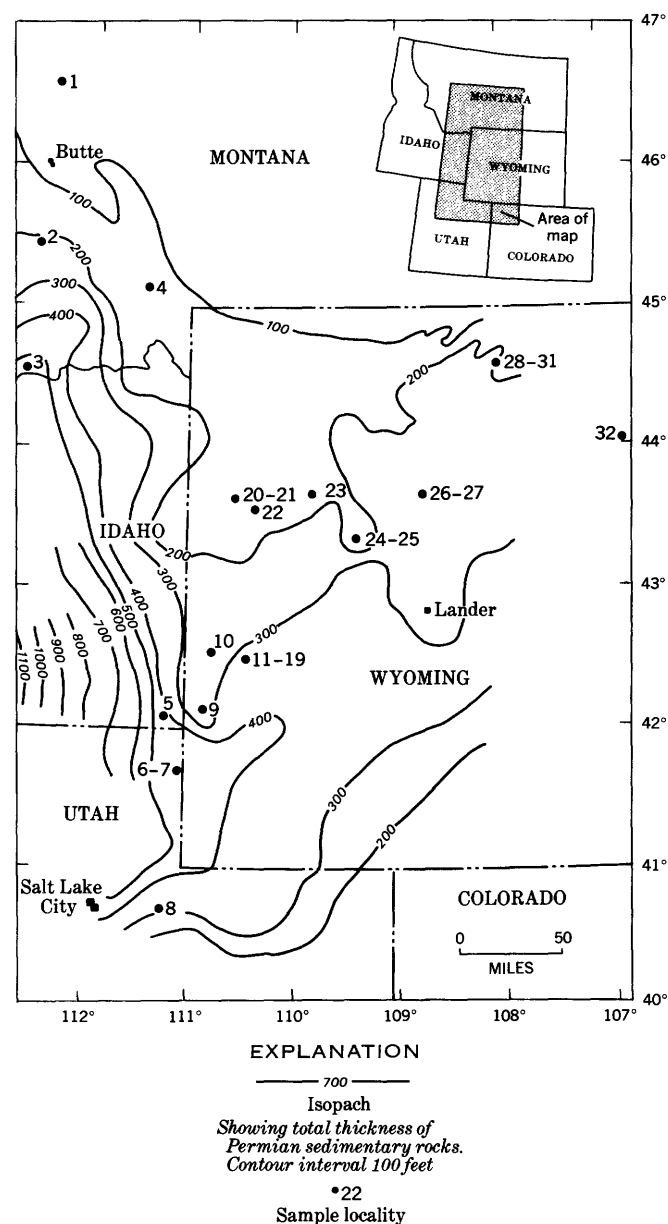 47°
1
MONTANA
IDAHO
WYOMING
Area of
map
UTAH
COLORADO
Butte
MONTANA
46°
100
2
200
300
4
400
45°
100
3
200
28–31
44°
32
20–21
23
26–27
22
IDAHO
24–25
200
43°
300
400
500
600
700
800
900
1000
1100
Lander
300
10
11–19
WYOMING
5
9
400
42°
6–7
UTAH
300
200
41°
Salt Lake
City
8
COLORADO
0 50
MILES
40°
112° 111° 110° 109° 108° 107°
EXPLANATION
700
Isopach
Showing total thickness of
Permian sedimentary rocks.
Contour interval 100 feet
22
Sample locality